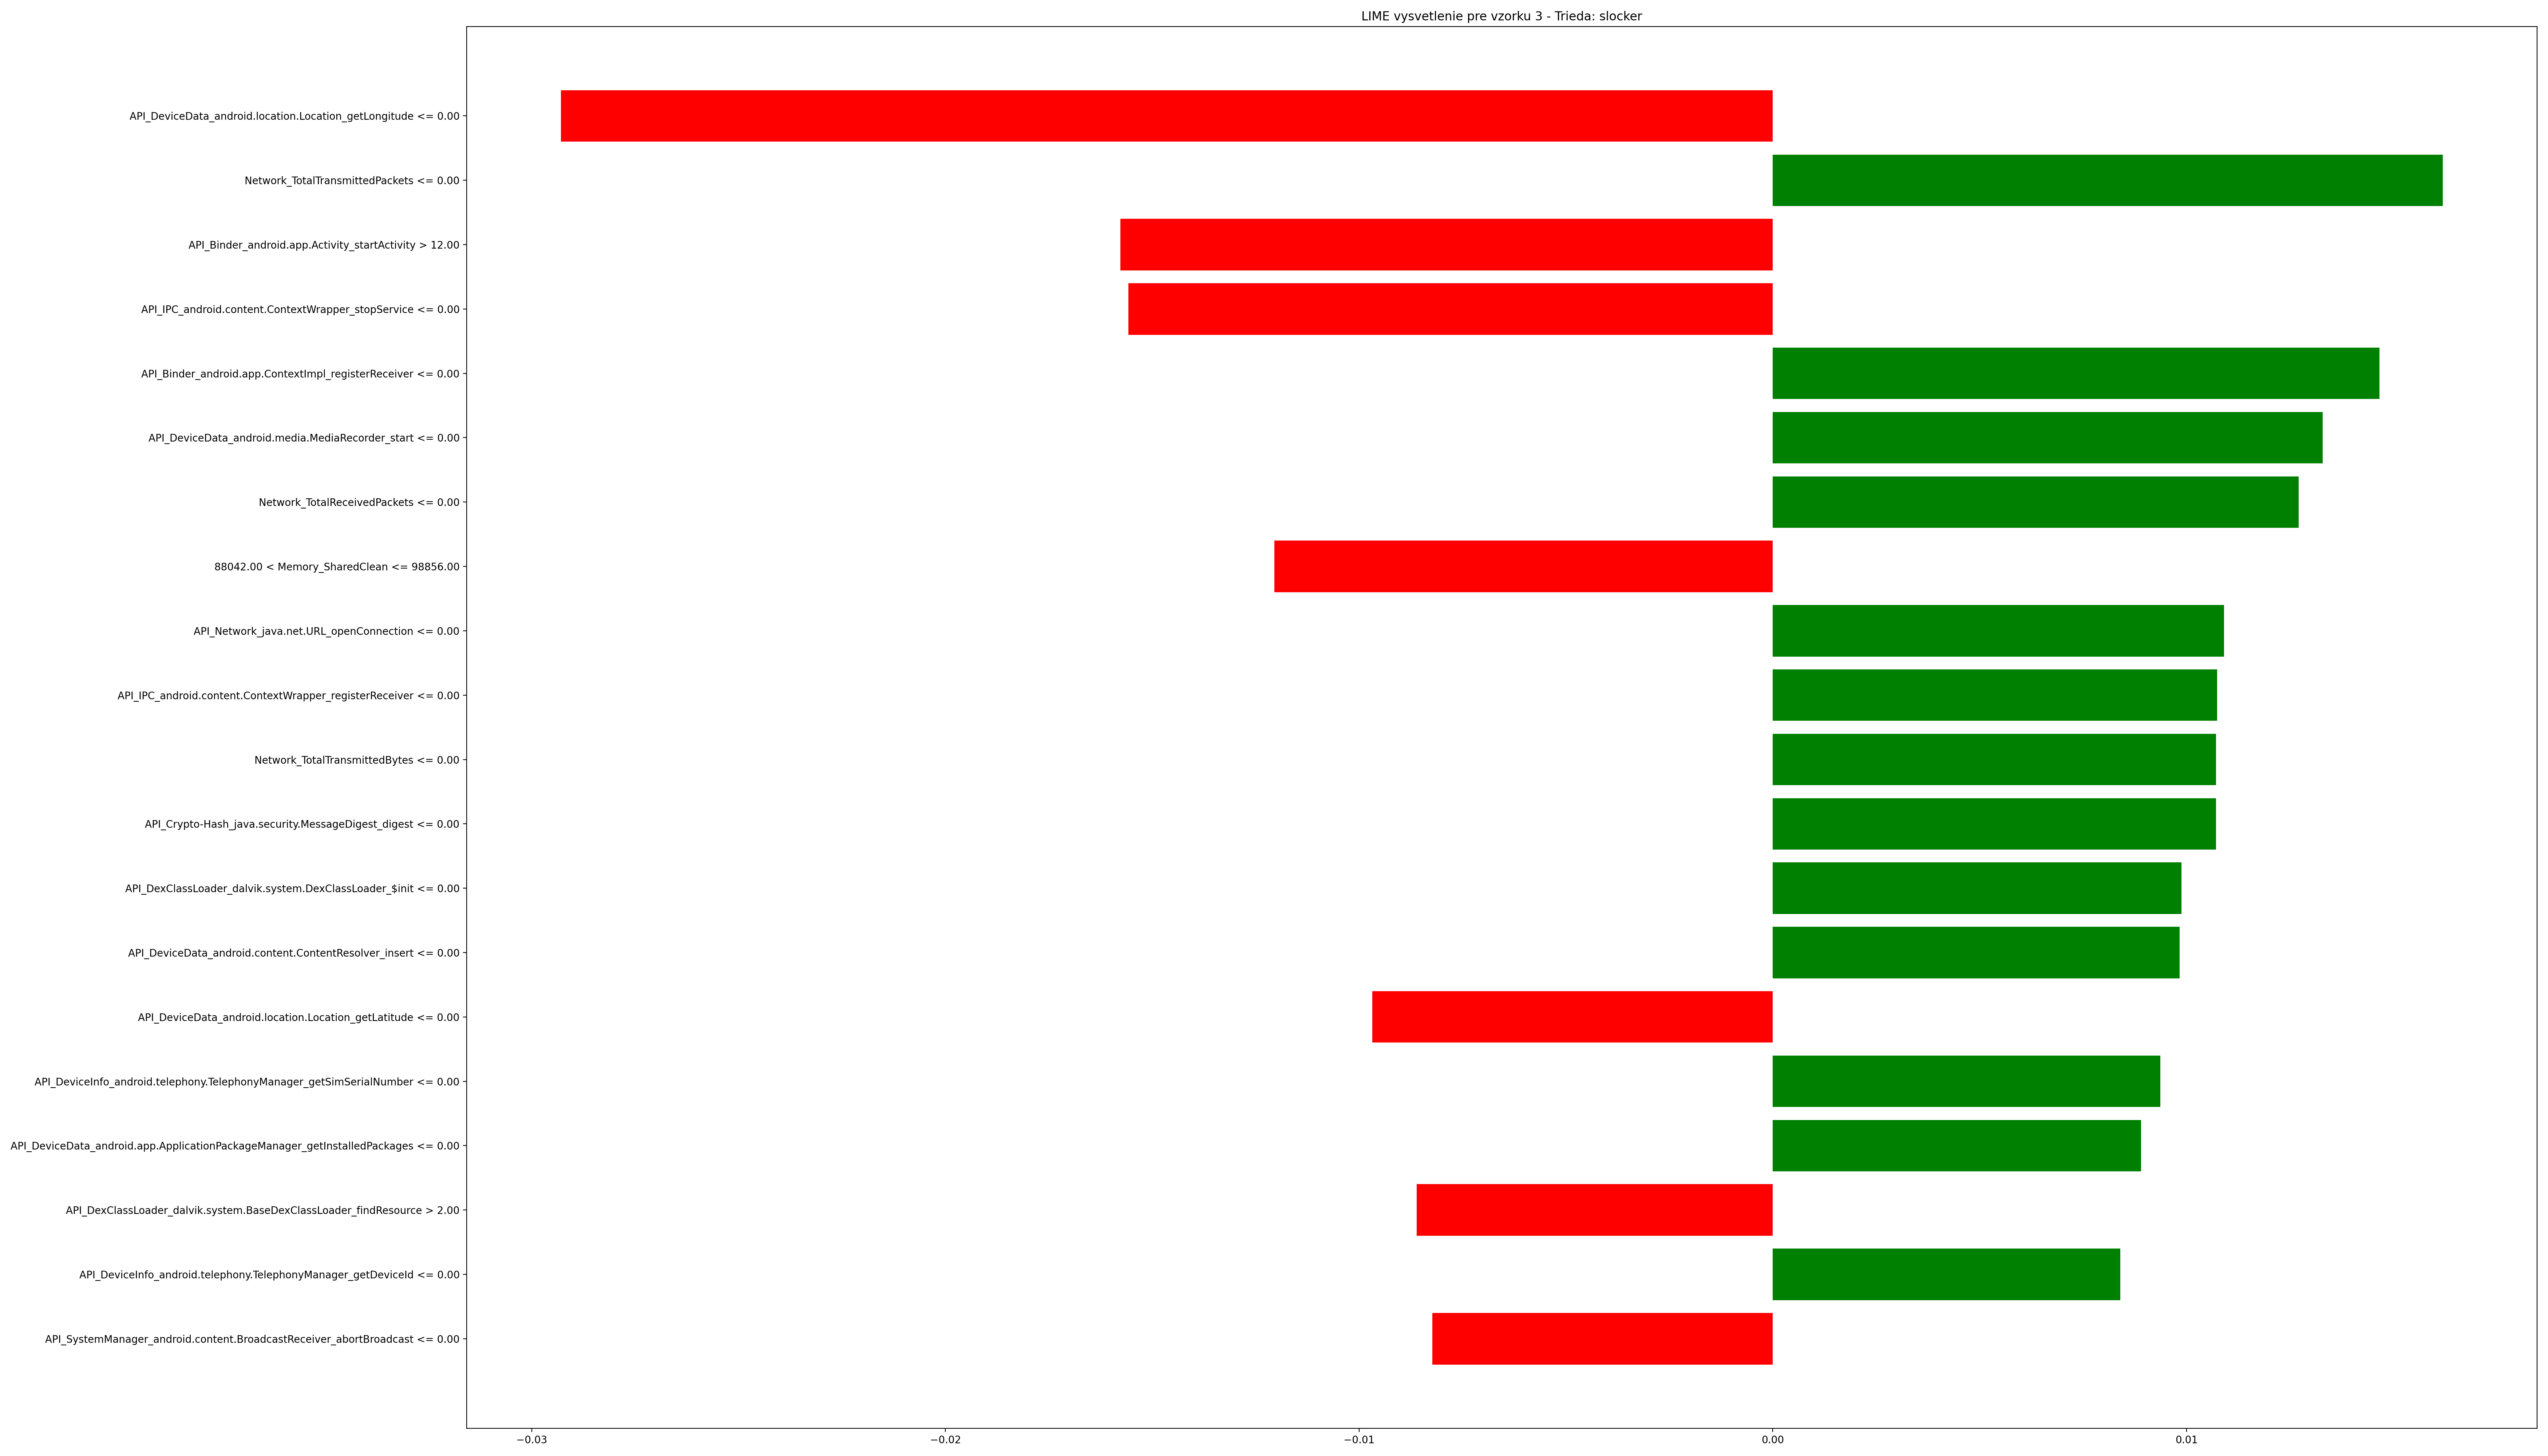 LIME vysvetlenie pre vzorku 3 - Trieda: slocker
API_DeviceData_android.location.Location_getLongitude <= 0.00
Network_TotalTransmittedPackets <= 0.00
API_Binder_android.app.Activity_startActivity > 12.00
API_IPC_android.content.ContextWrapper_stopService <= 0.00
API_Binder_android.app.ContextImpl_registerReceiver <= 0.00
API_DeviceData_android.media.MediaRecorder_start <= 0.00
Network_TotalReceivedPackets <= 0.00
88042.00 < Memory_SharedClean <= 98856.00
API_Network_java.net.URL_openConnection <= 0.00
API_IPC_android.content.ContextWrapper_registerReceiver <= 0.00
Network_TotalTransmittedBytes <= 0.00
API_Crypto-Hash_java.security.MessageDigest_digest <= 0.00
API_DexClassLoader_dalvik.system.DexClassLoader_$init <= 0.00
API_DeviceData_android.content.ContentResolver_insert <= 0.00
API_DeviceData_android.location.Location_getLatitude <= 0.00
API_DeviceInfo_android.telephony.TelephonyManager_getSimSerialNumber <= 0.00
API_DeviceData_android.app.ApplicationPackageManager_getInstalledPackages <= 0.00
API_DexClassLoader_dalvik.system.BaseDexClassLoader_findResource > 2.00
API_DeviceInfo_android.telephony.TelephonyManager_getDeviceId <= 0.00
API_SystemManager_android.content.BroadcastReceiver_abortBroadcast <= 0.00
−0.03 −0.02 −0.01 0.00 0.01